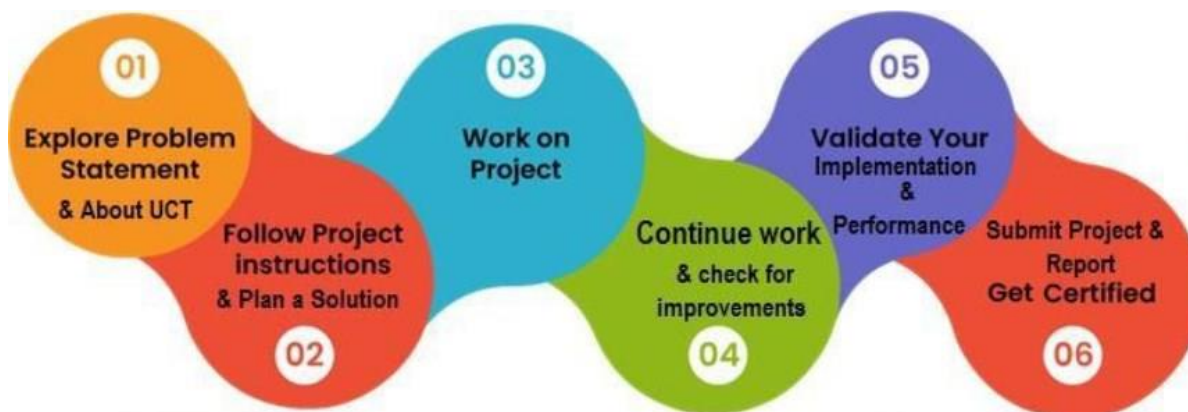 01
Explore Problem
Statement
& About UCT
Follow Project
instructions
& Plan a Solution
02
03
Work on
Project
Continue work
& check for
improvements
04
05
Validate Your
Implementation
&
Performance
Submit Project &
Report
Get Certified
06